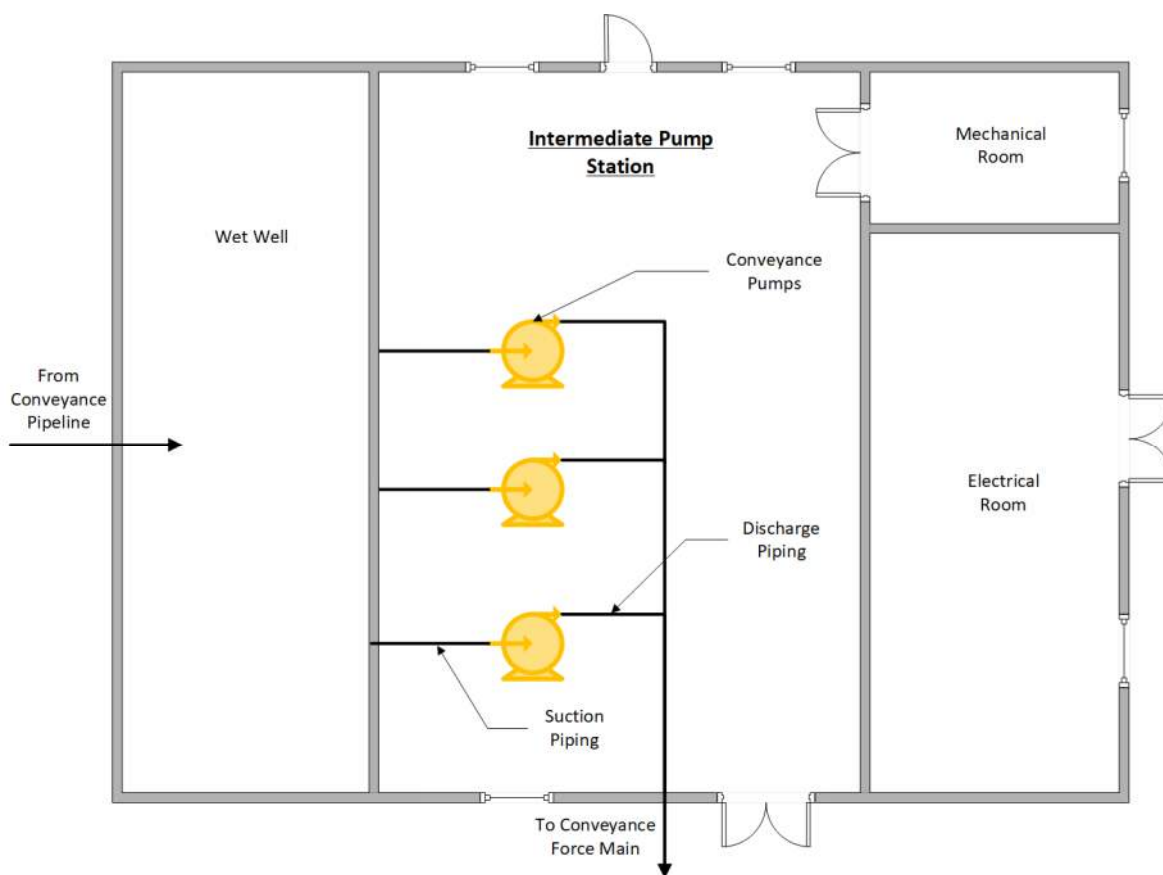 Intermediate Pump
Station
Mechanical
Room
Wet Well
Conveyance
Pumps
From
Conveyance
Pipeline
Electrical
Room
Discharge
Piping
Suction
Piping
To Conveyance
Force Main